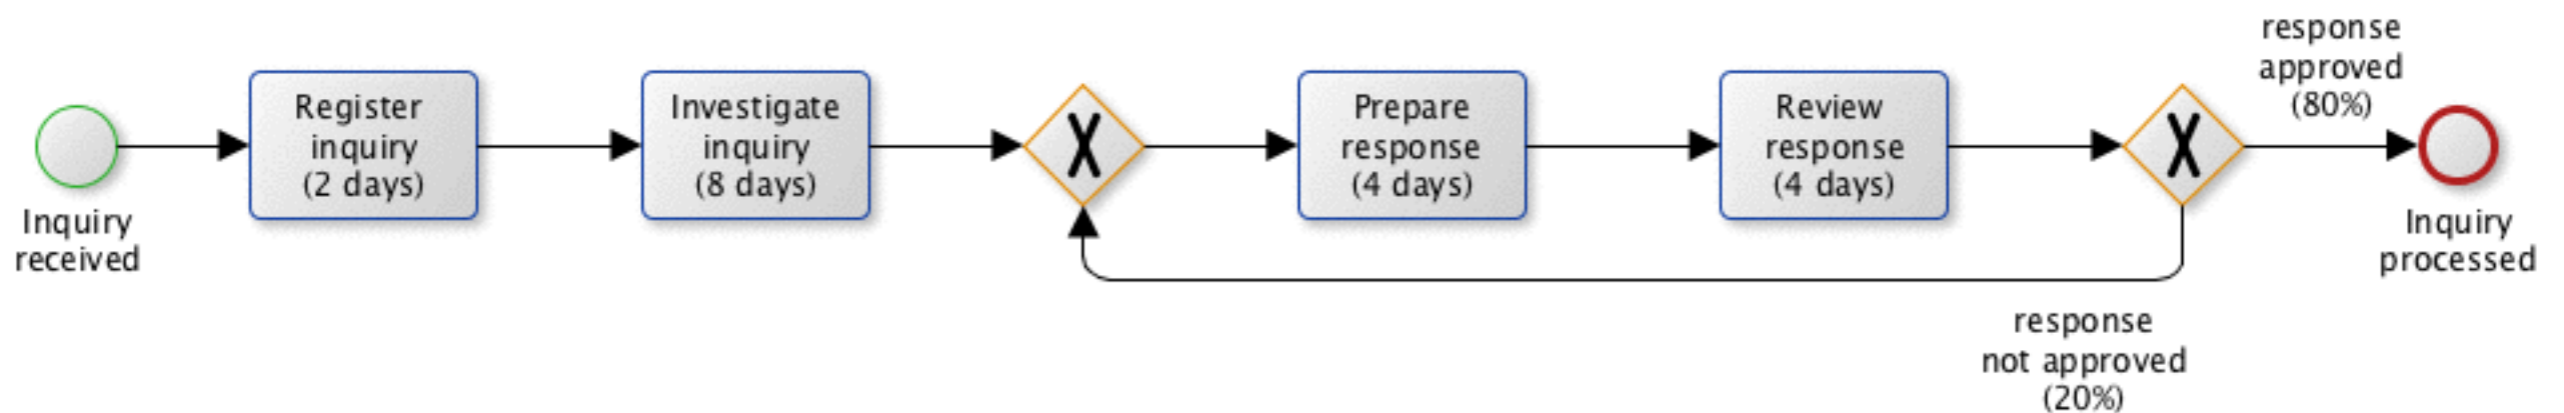 Inquiry
received
Register
inquiry
(2 days)
Investigate
inquiry
(8 days)
X
Prepare
response
(4 days)
Review
response
(4 days)
X
response
approved
(80%)
Inquiry
processed
response
not approved
(20%)